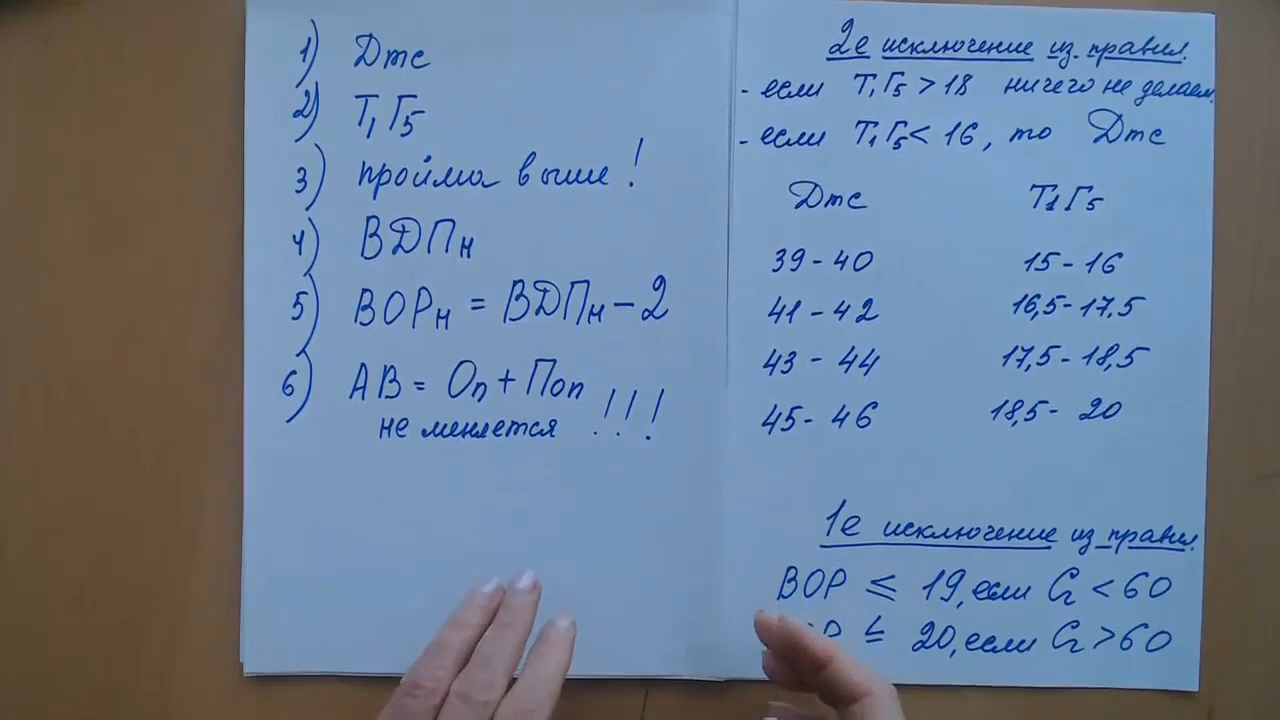 1) Дтс
2) Т₁Г₅
3) пройма выше!
4) ВДПн
5) ВОРн = ВДПн - 2
6) АВ = Оп + Поп
не меняется !!!
2е исключение из правил.
- если Т₁Г₅ > 18 ничего не делаем.
- если Т₁Г₅ < 16, то Дтс
Дтс Т₁Г₅
39 - 40 15 - 16
41 - 42 16,5 - 17,5
43 - 44 17,5 - 18,5
45 - 46 18,5 - 20
1е исключение из правил.
ВОР ≤ 19, если Сг < 60
≤ 20, если Сг > 60